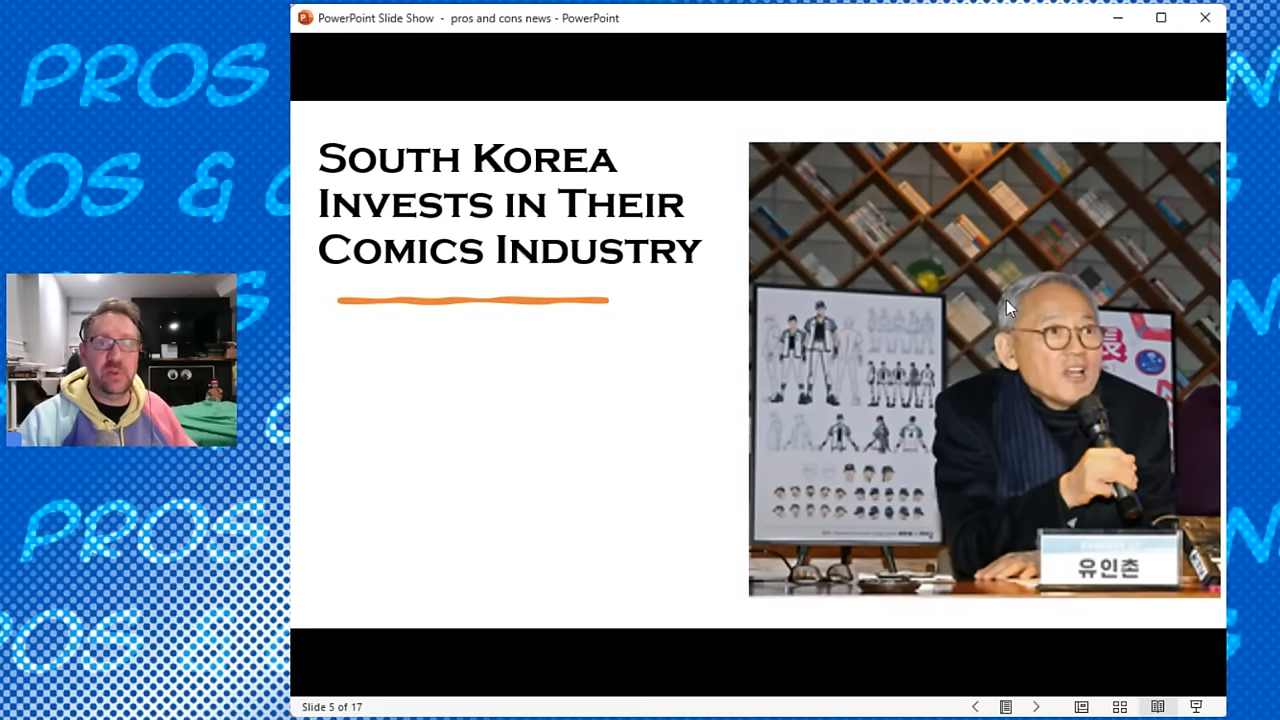 PowerPoint Slide Show - pros and cons news - PowerPoint
PROS
PROS & C
SOUTH KOREA
INVESTS IN THEIR
COMICS INDUSTRY
유인촌
PROS
Slide 5 of 17